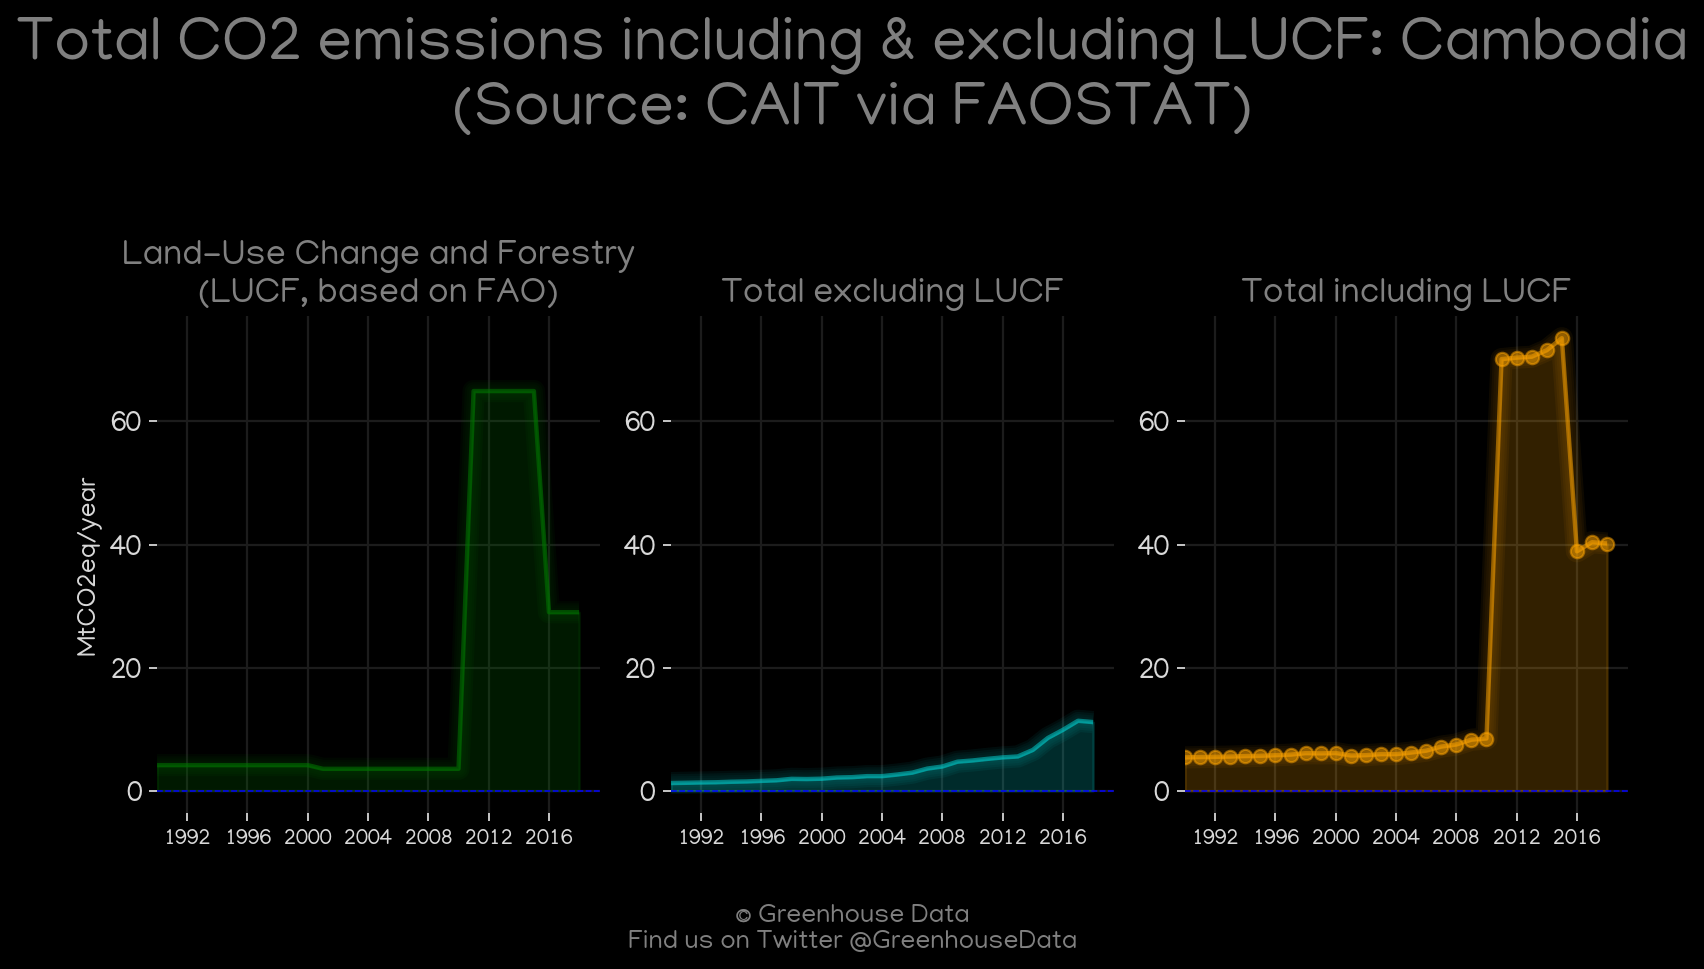 Total CO2 emissions including & excluding LUCF: Cambodia
(Source: CAIT via FAOSTAT)
Land-Use Change and Forestry
(LUCF, based on FAO)
Total excluding LUCF
Total including LUCF
MtCO2eq/year
60
40
20
0
1992 1996 2000 2004 2008 2012 2016
60
40
20
0
1992 1996 2000 2004 2008 2012 2016
60
40
20
0
1992 1996 2000 2004 2008 2012 2016
© Greenhouse Data
Find us on Twitter @GreenhouseData